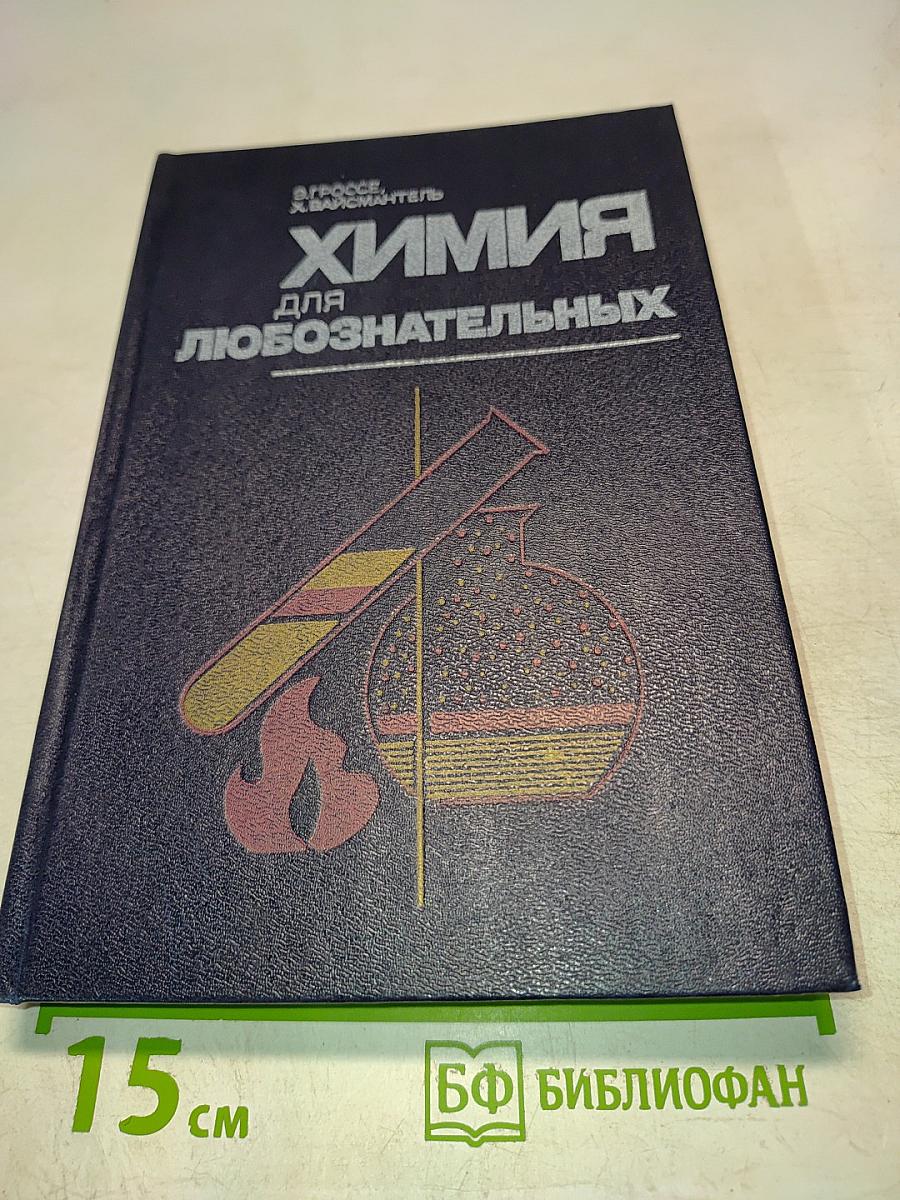 Э.ГРОССЕ,
Х.ВАЙСМАНТЕЛЬ
ХИМИЯ
ДЛЯ
ЛЮБОЗНАТЕЛЬНЫХ
15 см
БФ БИБЛИОФАН